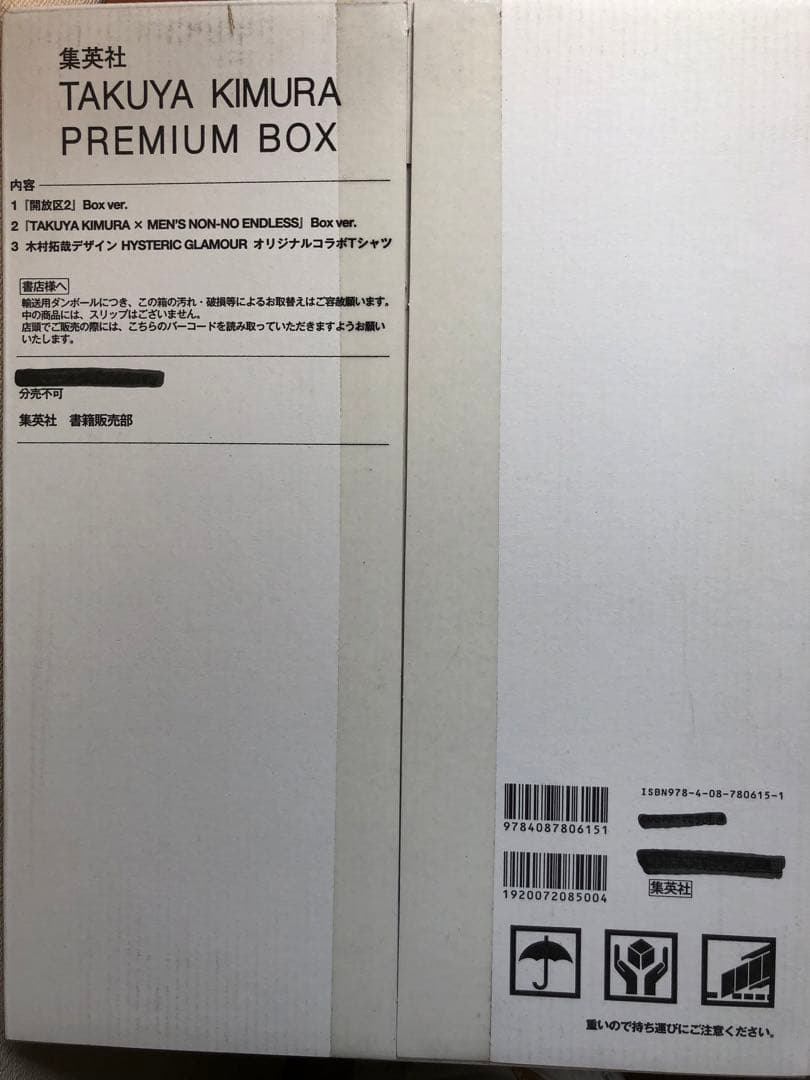 集英社
TAKUYA KIMURA
PREMIUM BOX
内容
1「開放区2」Box ver.
2「TAKUYA KIMURA × MEN'S NON-NO ENDLESS」Box ver.
3 木村拓哉デザイン HYSTERIC GLAMOUR オリジナルコラボTシャツ
書店様へ
輸送用ダンボールにつき、この箱の汚れ・破損等によるお取替えはご容赦願います。
中の商品には、スリップはございません。
店頭でご販売の際には、こちらのバーコードを読み取っていただきますようお願い
いたします。
分売不可
集英社 書籍販売部
ISBN978-4-08-780615-1
9784087806151
1920072085004
集英社
重いので持ち運びにご注意ください。